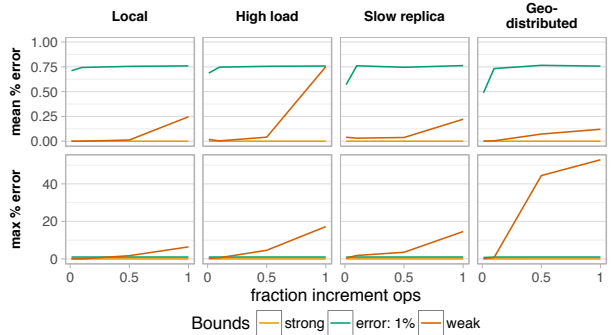 Local High load Slow replica Geo-
distributed
mean % error
1.00
0.75
0.50
0.25
0.00
max % error
40
20
0
0 0.5 1 0 0.5 1 0 0.5 1 0 0.5 1
fraction increment ops
Bounds strong error: 1% weak